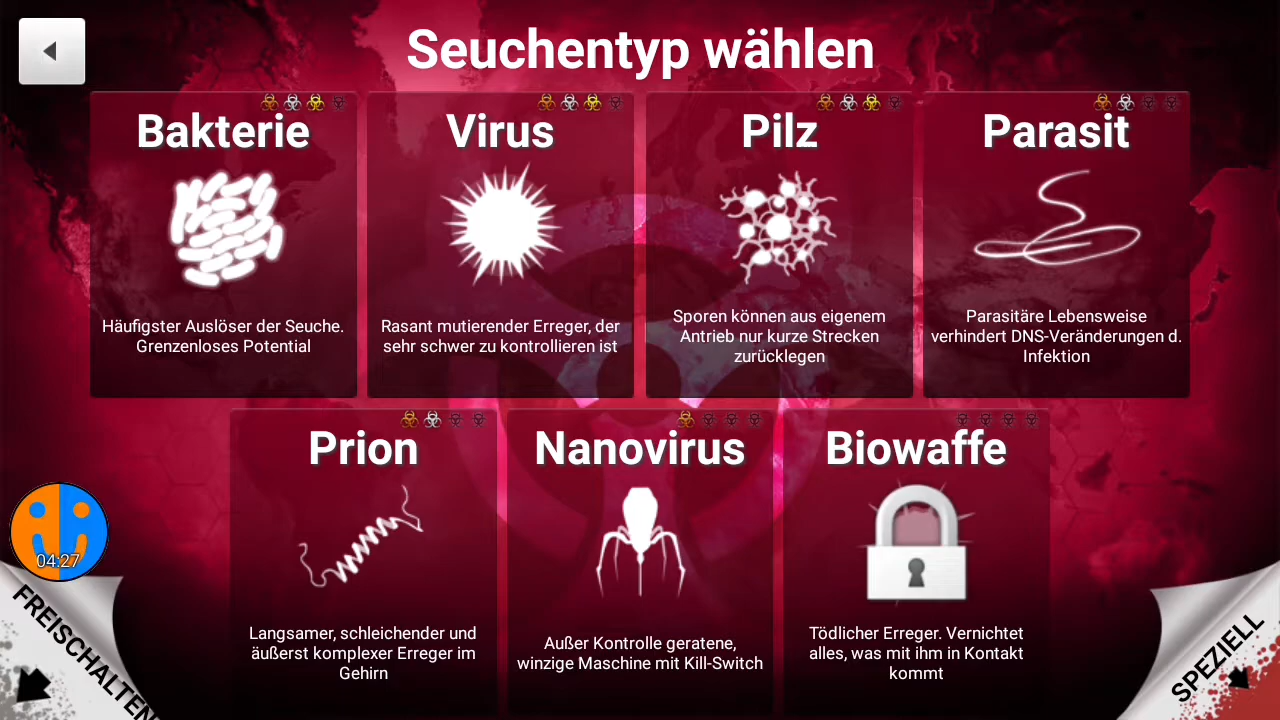 Seuchentyp wählen
Bakterie
Häufigster Auslöser der Seuche.
Grenzenloses Potential
Virus
Rasant mutierender Erreger, der
sehr schwer zu kontrollieren ist
Pilz
Sporen können aus eigenem
Antrieb nur kurze Strecken
zurücklegen
Parasit
Parasitäre Lebensweise
verhindert DNS-Veränderungen d.
Infektion
Prion
Langsamer, schleichender und
äußerst komplexer Erreger im
Gehirn
Nanovirus
Außer Kontrolle geratene,
winzige Maschine mit Kill-Switch
Biowaffe
Tödlicher Erreger. Vernichtet
alles, was mit ihm in Kontakt
kommt
04:27
FREISCHALTEN
SPEZIELL